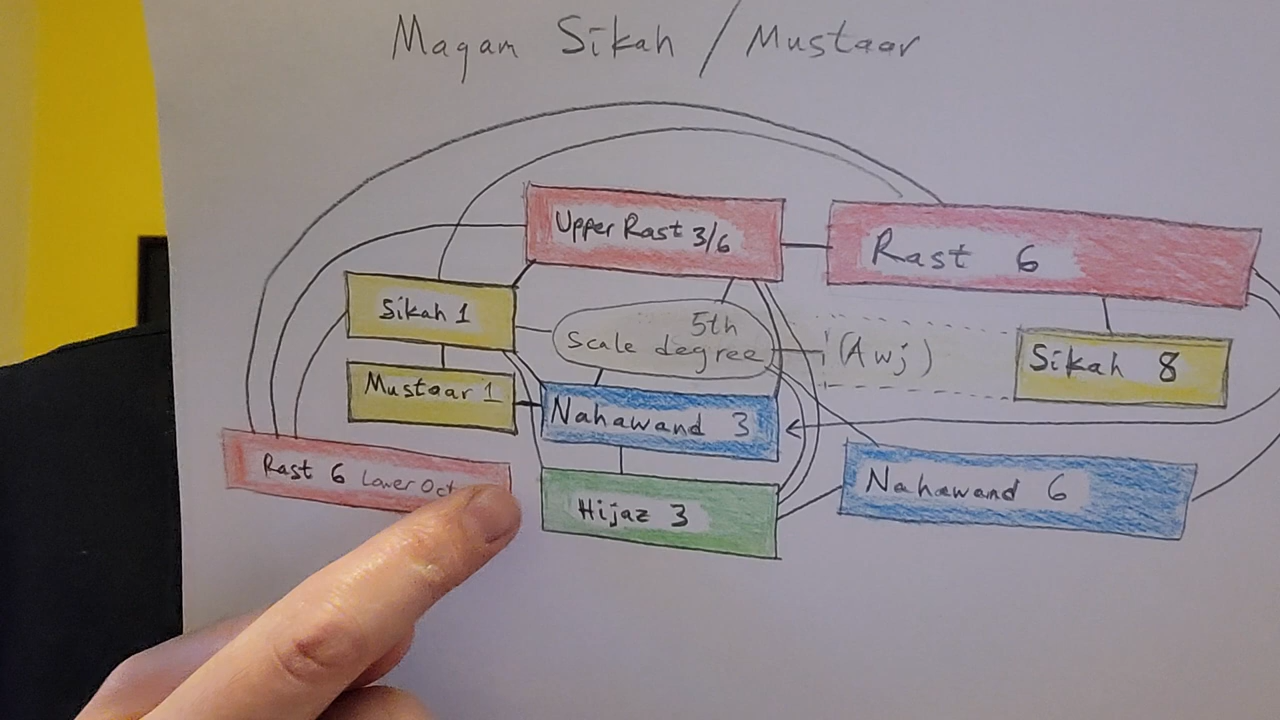 Maqam Sikah / Mustaar
Upper Rast 3/6
Rast 6
Sikah 1
5th
Scale degree
(Awj)
Sikah 8
Mustaar 1
Nahawand 3
Rast 6 Lower Oct
Hijaz 3
Nahawand 6